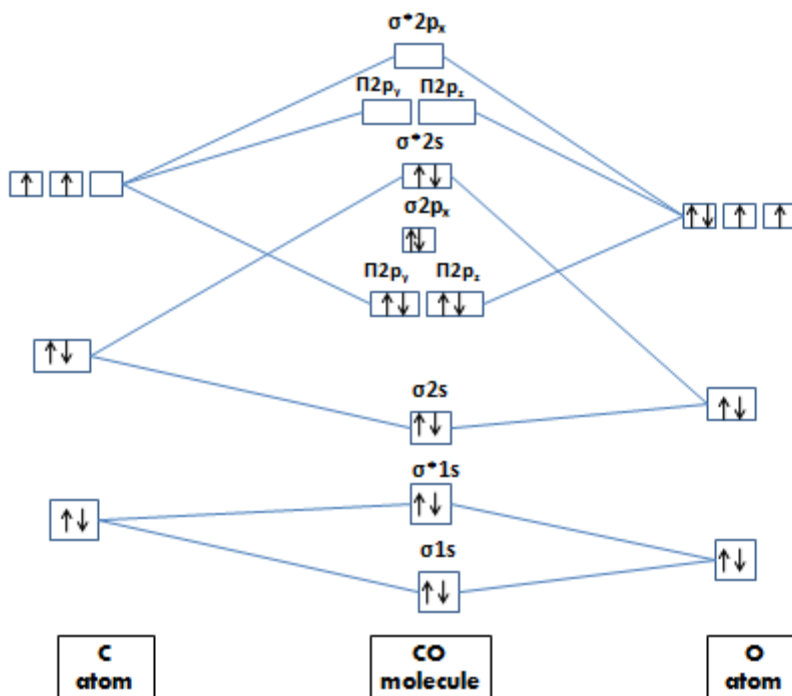 σ*2pₓ
Π2pᵧ Π2p_z
σ*2s
σ2pₓ
Π2pᵧ Π2p_z
σ2s
σ*1s
σ1s
C
atom
CO
molecule
O
atom